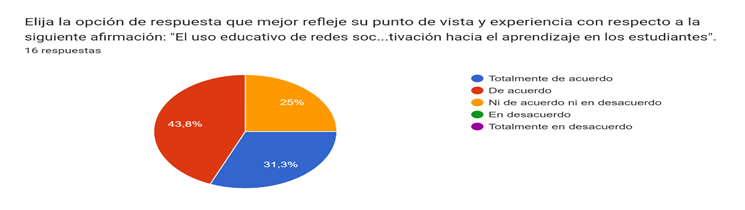 Elija la opción de respuesta que mejor refleje su punto de vista y experiencia con respecto a la
siguiente afirmación: "El uso educativo de redes soc...tivación hacia el aprendizaje en los estudiantes".
16 respuestas
Totalmente de acuerdo
De acuerdo
Ni de acuerdo ni en desacuerdo
En desacuerdo
Totalmente en desacuerdo
25%
43,8%
31,3%